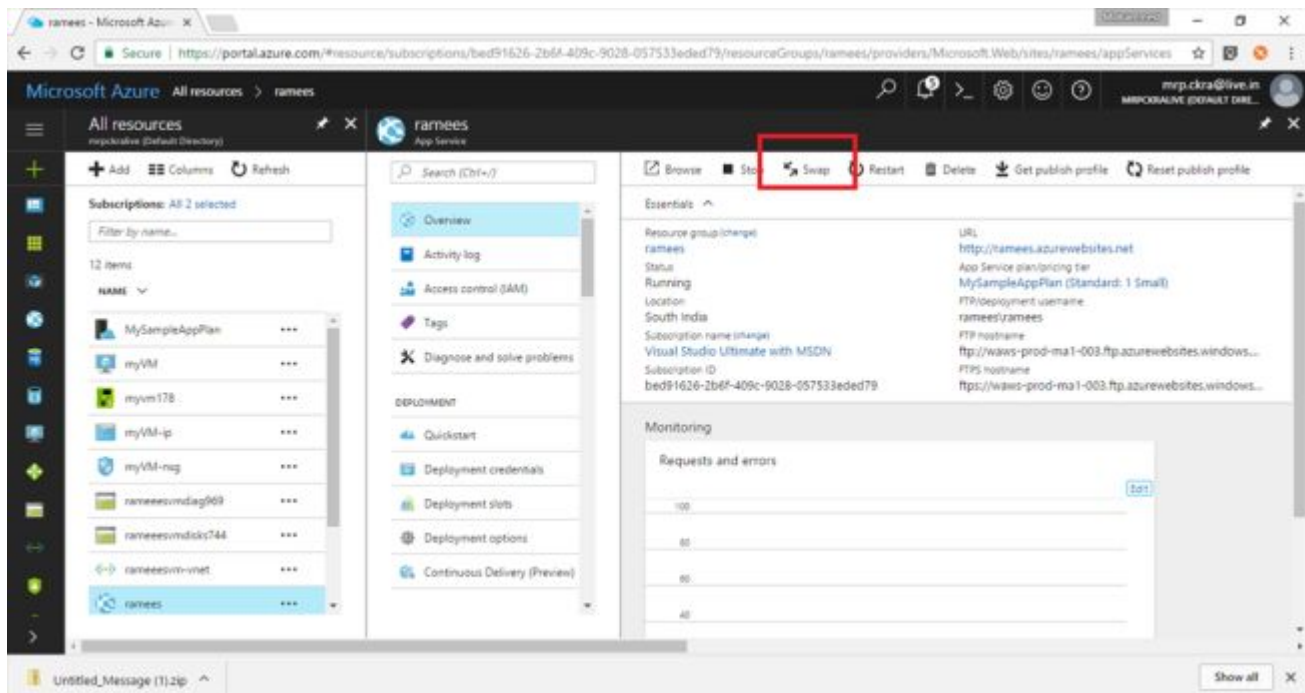 ramees - Microsoft Azu
Secure | https://portal.azure.com/#resource/subscriptions/bed91626-2b6f-409c-9028-057533eded79/resourceGroups/ramees/providers/Microsoft.Web/sites/ramees/appServices
Microsoft Azure All resources > ramees
5
mrp.ckra@live.in
All resources
ramees
App Service
Add Columns Refresh
Search (Ctrl+/)
Browse Stop Swap Restart Delete Get publish profile Reset publish profile
Subscriptions: All 2 selected
Filter by name...
12 items
NAME
MySampleAppPlan
myVM
myvm178
myVM-ip
myVM-nsg
rameeesvmdiag969
rameeesvmdisks744
rameeesvm-vnet
ramees
Overview
Activity log
Access control (IAM)
Tags
Diagnose and solve problems
DEPLOYMENT
Quickstart
Deployment credentials
Deployment slots
Deployment options
Continuous Delivery (Preview)
Essentials
Resource group (change)
ramees
Status
Running
Location
South India
Subscription name (change)
Visual Studio Ultimate with MSDN
Subscription ID
bed91626-2b6f-409c-9028-057533eded79
URL
http://ramees.azurewebsites.net
App Service plan/pricing tier
MySampleAppPlan (Standard: 1 Small)
FTP/deployment username
ramees\ramees
FTP hostname
ftp://waws-prod-ma1-003.ftp.azurewebsites.windows...
FTPS hostname
ftps://waws-prod-ma1-003.ftp.azurewebsites.windows...
Monitoring
Requests and errors
Edit
100
80
60
40
Untitled_Message (1).zip
Show all